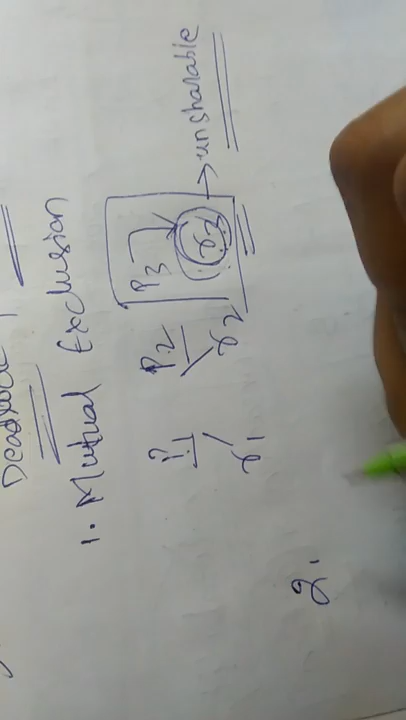 Deadlock
1. Mutual Exclusion
P1 P2 P3
r1 r2 r3 → unsharable
2.